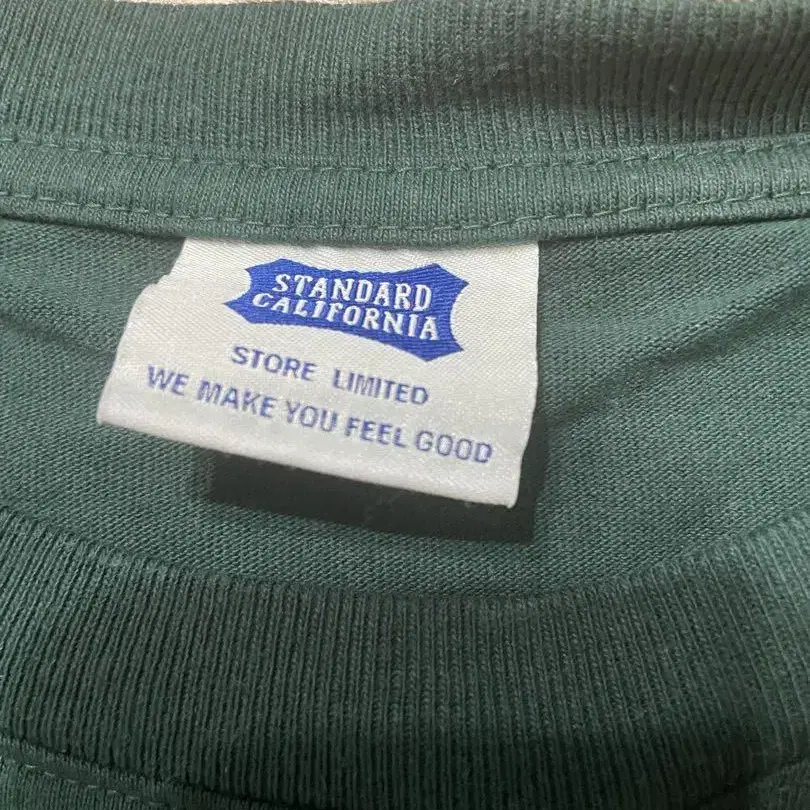 STANDARD
CALIFORNIA
STORE LIMITED
WE MAKE YOU FEEL GOOD